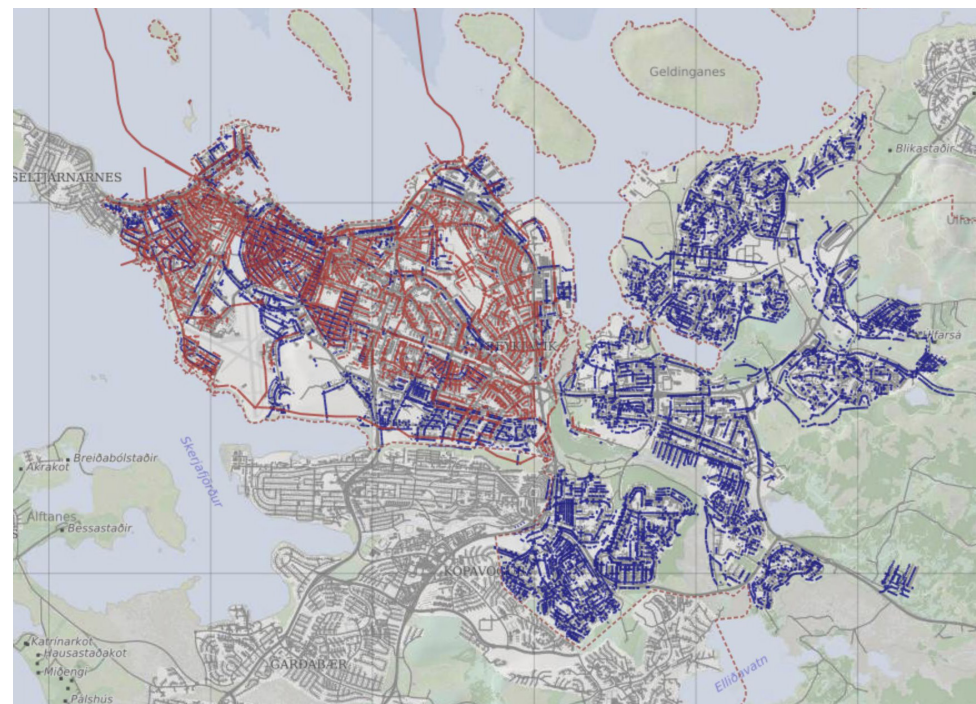 Geldinganes
Blikastaðir
SELTJARNARNES
Úlfarsá
Breiðabólstaðir
Akrakot
Skerjafjörður
Álftanes
Bessastaðir
KÓPAVOGUR
Katrínarkot
Hausastaðakot
GARÐABÆR
Miðengi
Elliðavatn
Pálshús